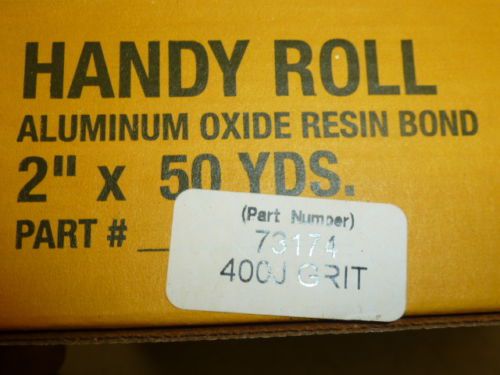 HANDY ROLL
ALUMINUM OXIDE RESIN BOND
2" x 50 YDS.
PART # _
(Part Number)
73174
400J GRIT